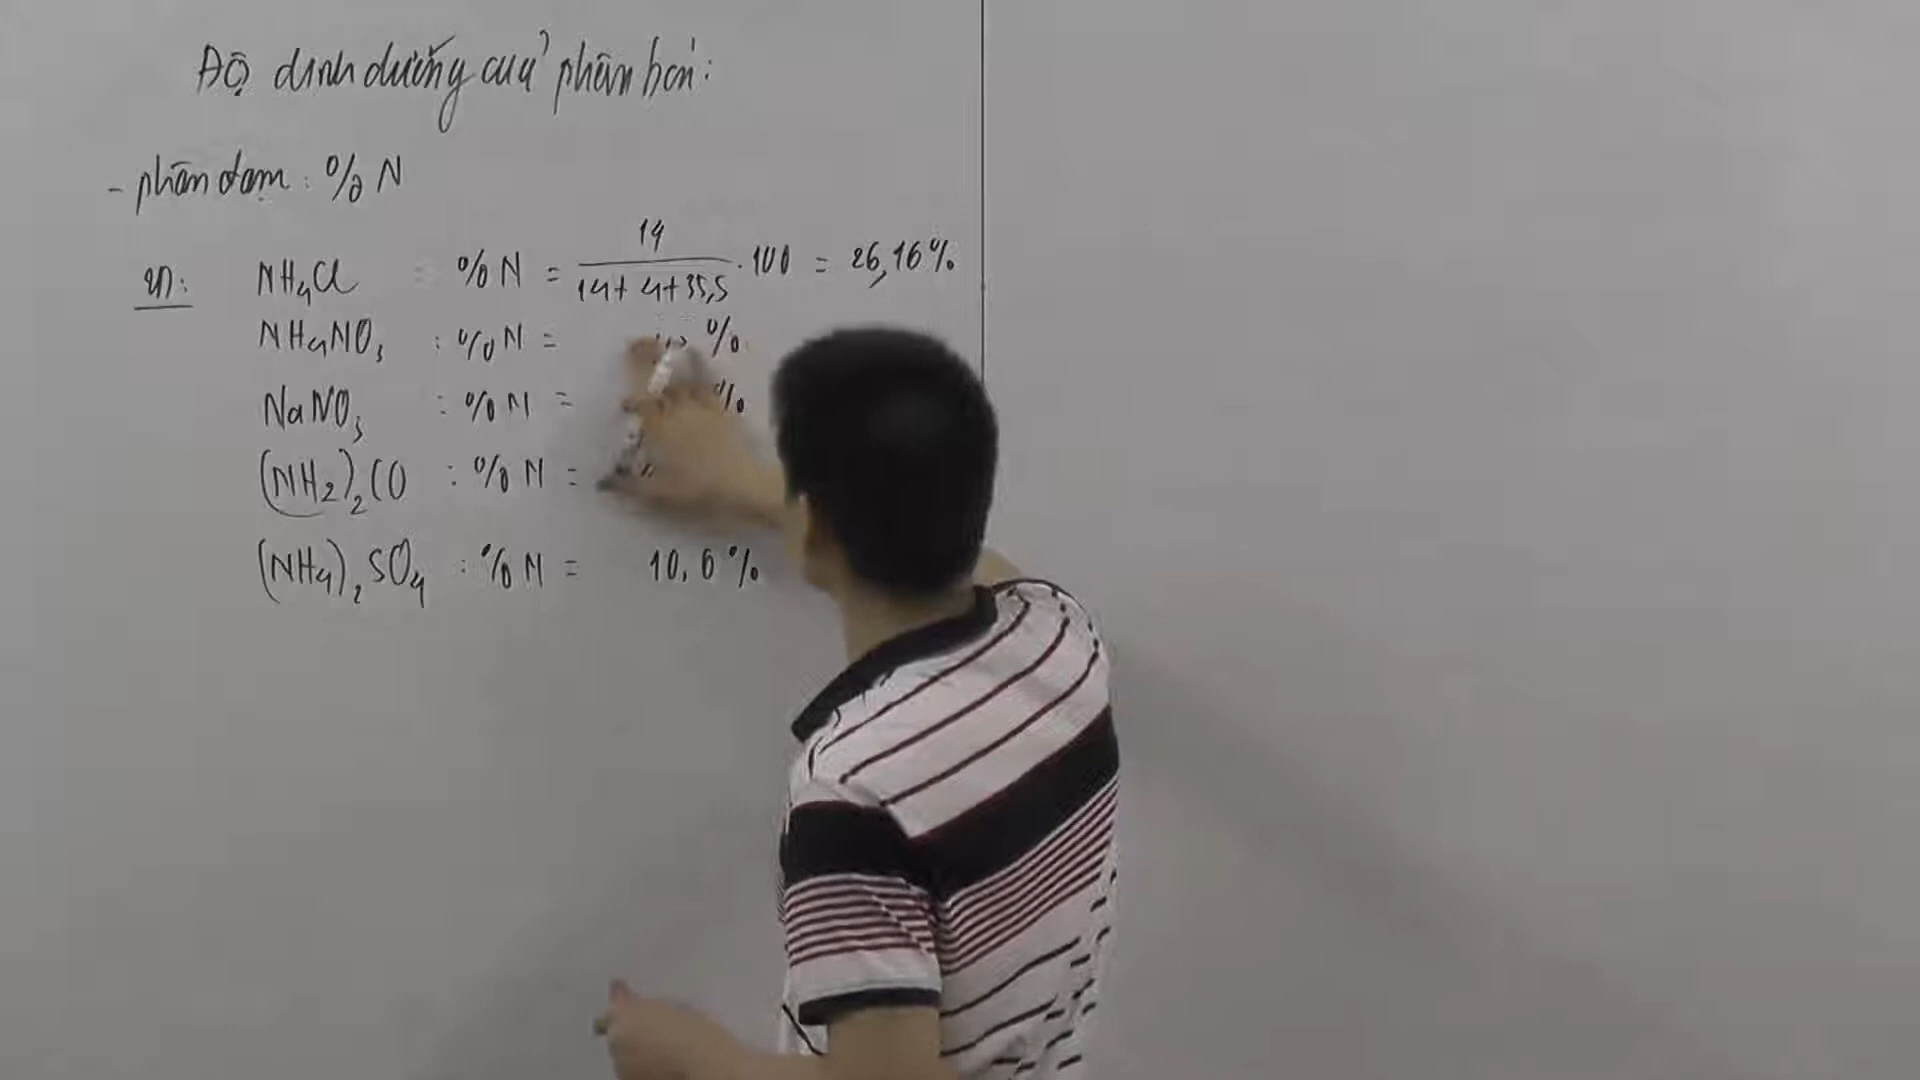 Độ dinh dưỡng của phân bón:
- phân đạm: %N
VD: NH4Cl : %N = 14/(14+4+35,5) . 100 = 26,16%
NH4NO3 : %N = %
NaNO3 : %N = %
(NH2)2CO : %N =
(NH4)2SO4 : %N = 10,6%